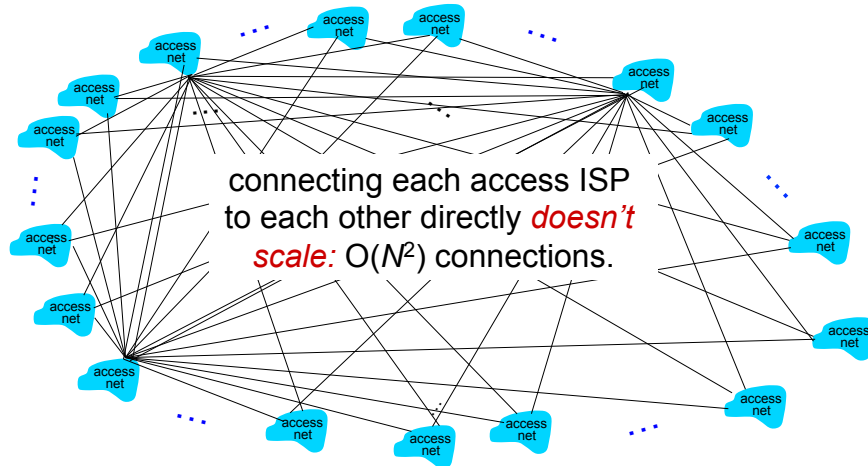 access
net
access
net
access
net
access
net
access
net
access
net
access
net
connecting each access ISP
to each other directly doesn't
scale: O(N²) connections.
access
net
access
net
access
net
access
net
access
net
access
net
access
net
access
net
access
net